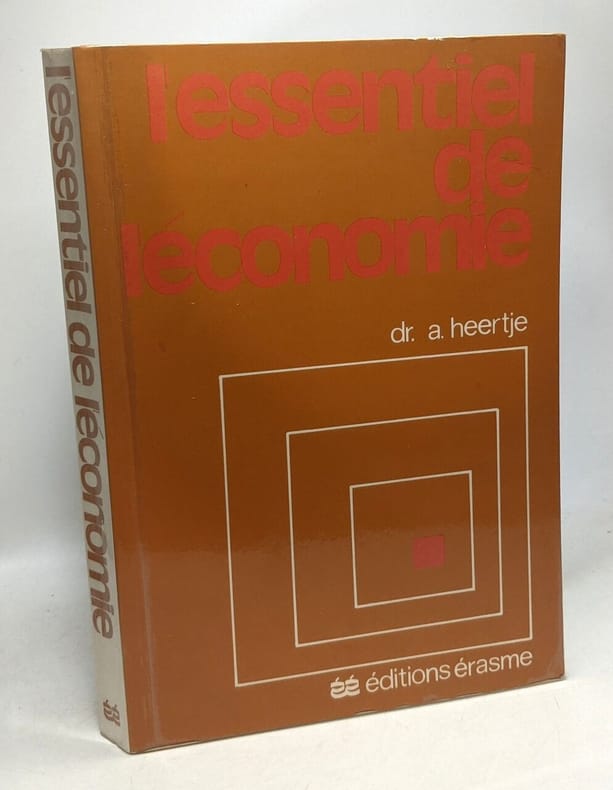 l'essentiel
de
l'économie
dr. a. heertje
éditions érasme
l'essentiel de l'économie